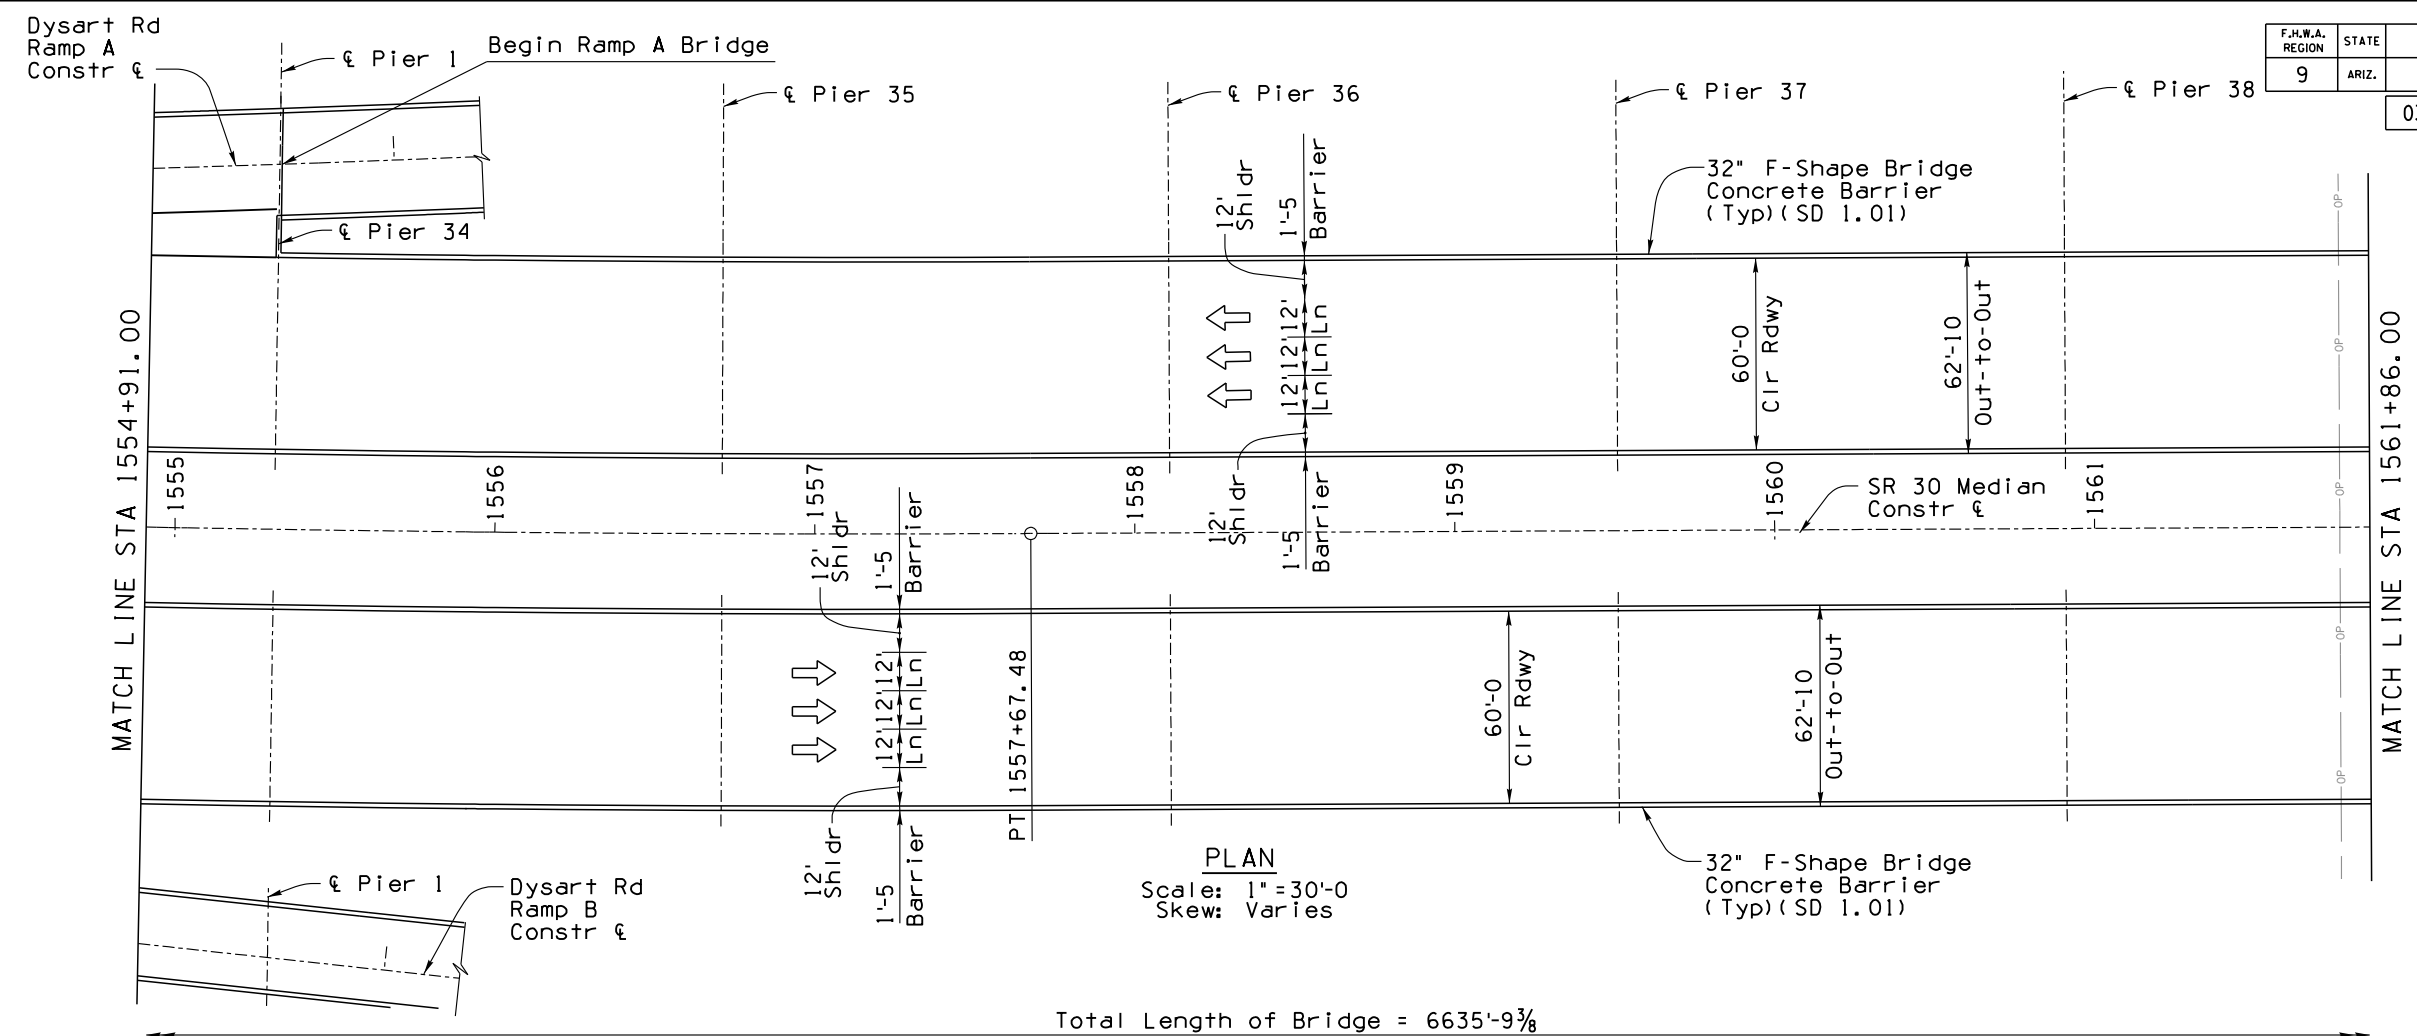 Dysart Rd
Ramp A
Constr ℄
℄ Pier 1
Begin Ramp A Bridge
℄ Pier 35
℄ Pier 36
℄ Pier 37
℄ Pier 38
F.H.W.A.
REGION
STATE
9
ARIZ.
℄ Pier 34
12'
Shldr
1'-5
Barrier
32" F-Shape Bridge
Concrete Barrier
(Typ)(SD 1.01)
MATCH LINE STA 1554+91.00
12'
Ln
12'
Ln
12'
Ln
60'-0
Clr Rdwy
62'-10
Out-to-Out
MATCH LINE STA 1561+86.00
OP
OP
OP
OP
OP
1555
1556
1557
1558
1559
1560
1561
12'
Shldr
1'-5
Barrier
SR 30 Median
Constr ℄
12'
Shldr
1'-5
Barrier
12'
Ln
12'
Ln
12'
Ln
PT 1557+67.48
60'-0
Clr Rdwy
62'-10
Out-to-Out
12'
Shldr
1'-5
Barrier
PLAN
Scale: 1"=30'-0
Skew: Varies
32" F-Shape Bridge
Concrete Barrier
(Typ)(SD 1.01)
℄ Pier 1
Dysart Rd
Ramp B
Constr ℄
Total Length of Bridge = 6635'-9⅜